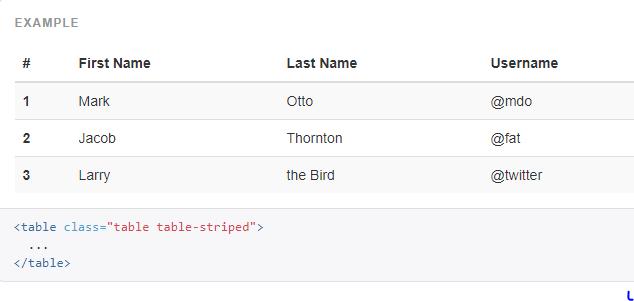 EXAMPLE
# First Name Last Name Username
1 Mark Otto @mdo
2 Jacob Thornton @fat
3 Larry the Bird @twitter
<table class="table table-striped">
...
</table>